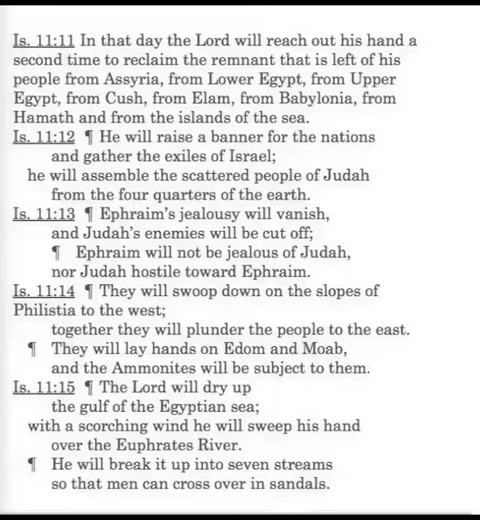 Is. 11:11 In that day the Lord will reach out his hand a
second time to reclaim the remnant that is left of his
people from Assyria, from Lower Egypt, from Upper
Egypt, from Cush, from Elam, from Babylonia, from
Hamath and from the islands of the sea.
Is. 11:12 ¶ He will raise a banner for the nations
and gather the exiles of Israel;
he will assemble the scattered people of Judah
from the four quarters of the earth.
Is. 11:13 ¶ Ephraim’s jealousy will vanish,
and Judah’s enemies will be cut off;
¶ Ephraim will not be jealous of Judah,
nor Judah hostile toward Ephraim.
Is. 11:14 ¶ They will swoop down on the slopes of
Philistia to the west;
together they will plunder the people to the east.
¶ They will lay hands on Edom and Moab,
and the Ammonites will be subject to them.
Is. 11:15 ¶ The Lord will dry up
the gulf of the Egyptian sea;
with a scorching wind he will sweep his hand
over the Euphrates River.
¶ He will break it up into seven streams
so that men can cross over in sandals.